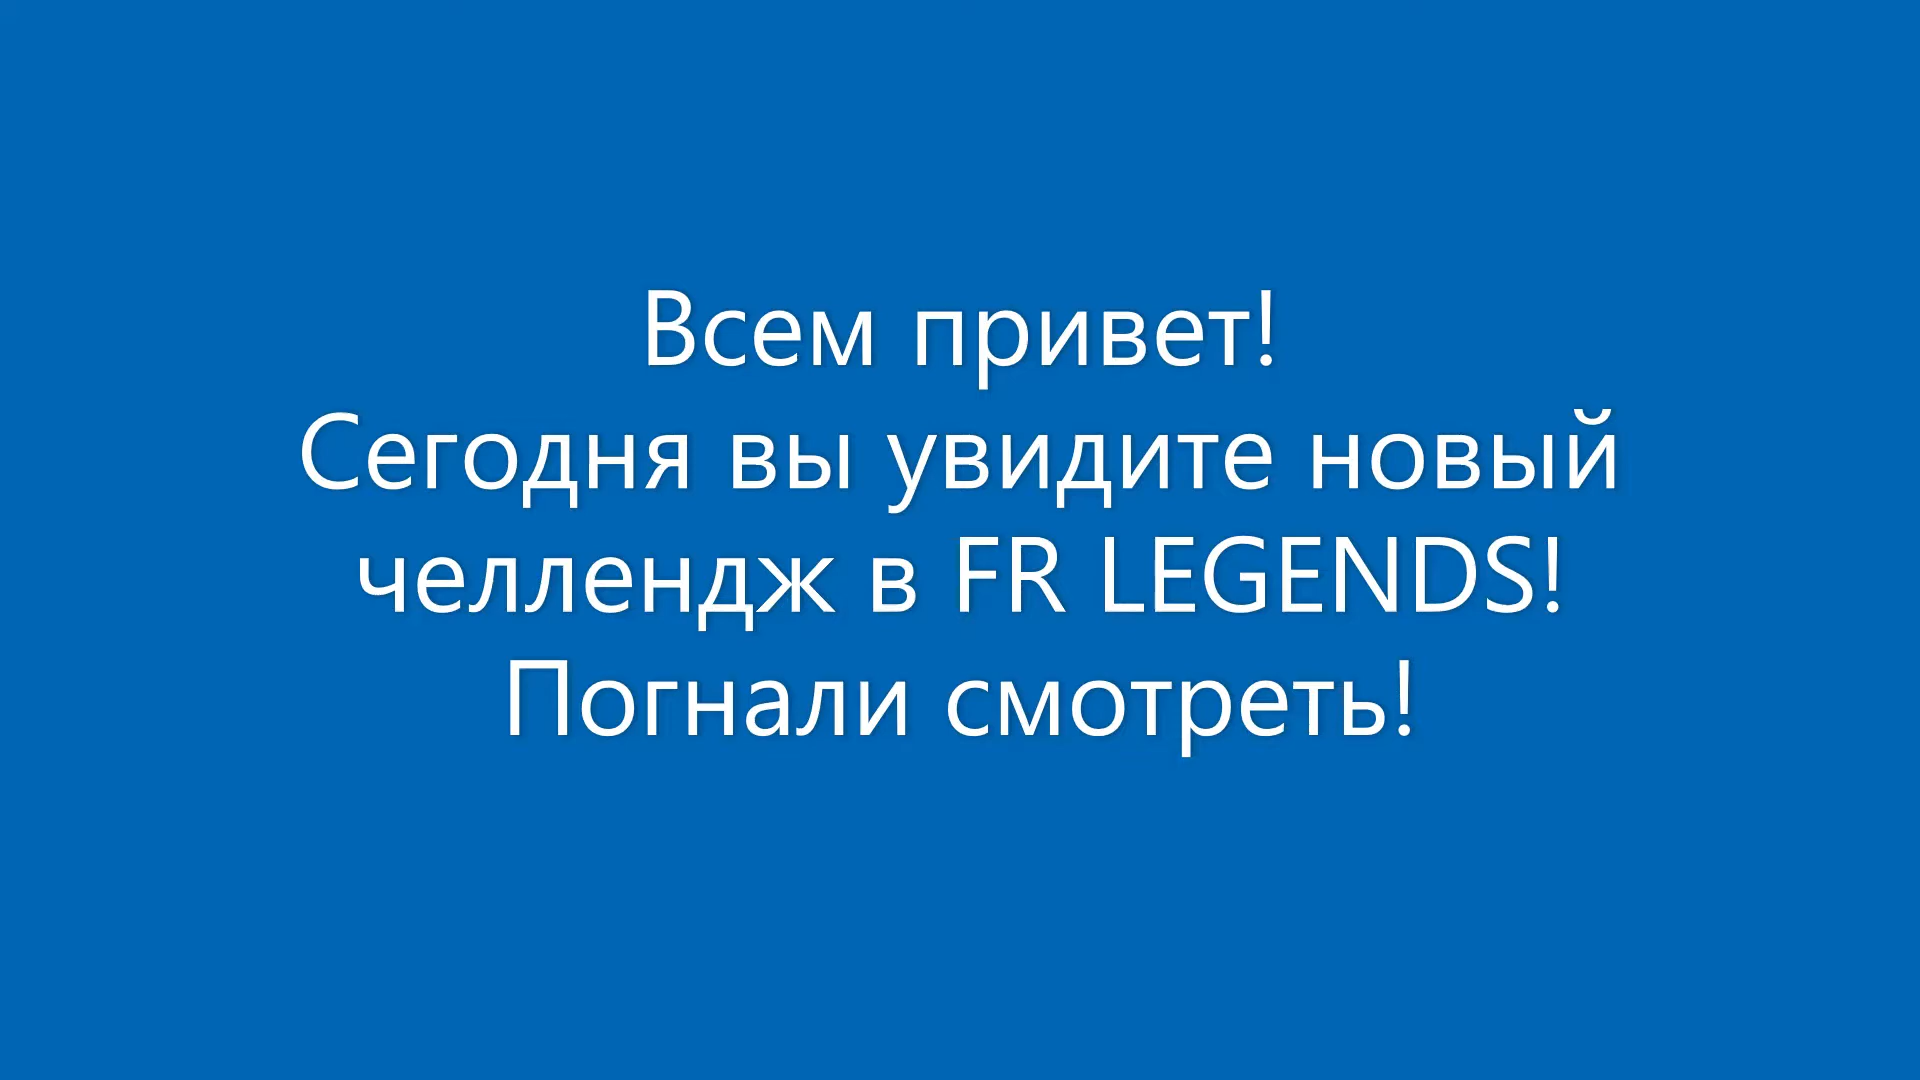 Всем привет!
Сегодня вы увидите новый
челлендж в FR LEGENDS!
Погнали смотреть!